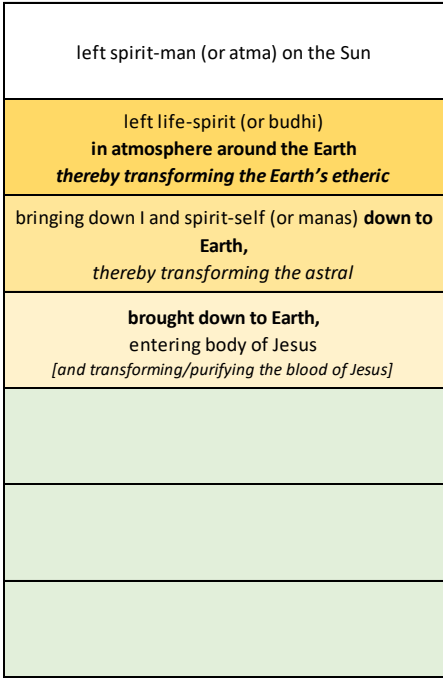 left spirit-man (or atma) on the Sun
left life-spirit (or budhi)
in atmosphere around the Earth
thereby transforming the Earth's etheric
bringing down I and spirit-self (or manas) down to
Earth,
thereby transforming the astral
brought down to Earth,
entering body of Jesus
[and transforming/purifying the blood of Jesus]